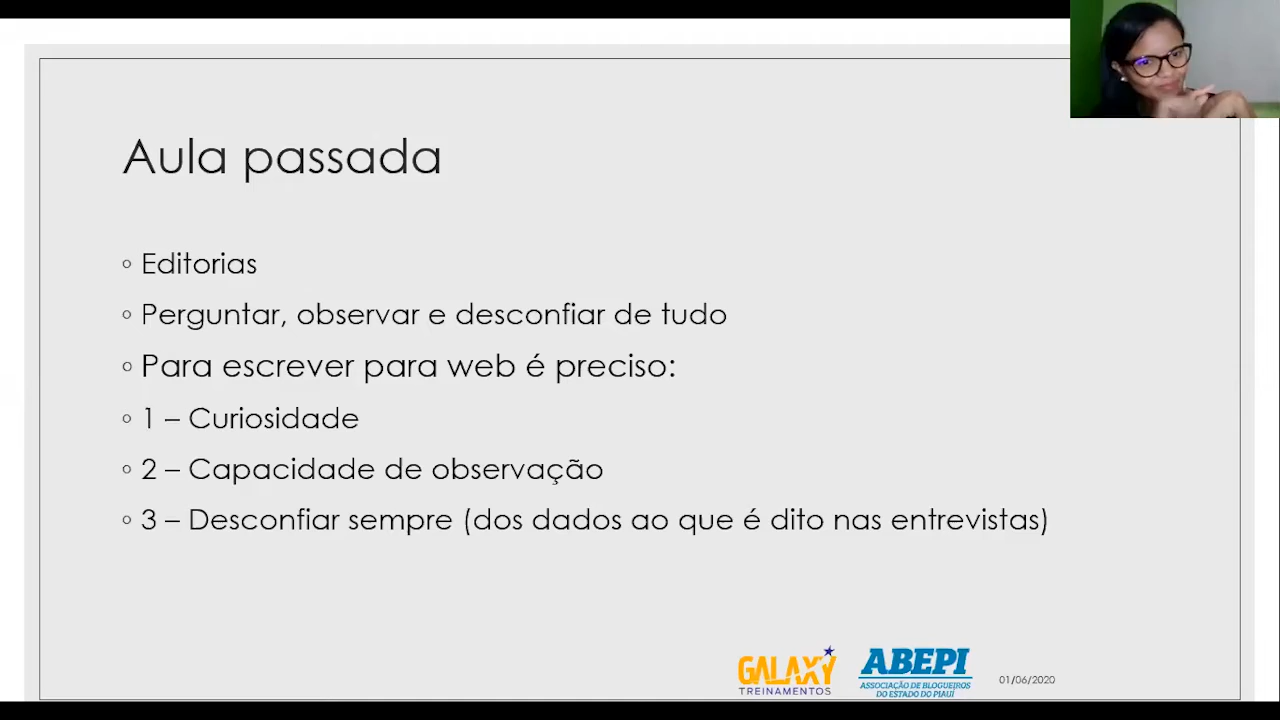 Aula passada
◦ Editorias
◦ Perguntar, observar e desconfiar de tudo
◦ Para escrever para web é preciso:
◦ 1 – Curiosidade
◦ 2 – Capacidade de observação
◦ 3 – Desconfiar sempre (dos dados ao que é dito nas entrevistas)
GALAXY
TREINAMENTOS
ABEPI
ASSOCIAÇÃO DE BLOGUEIROS
DO ESTADO DO PIAUÍ
01/06/2020